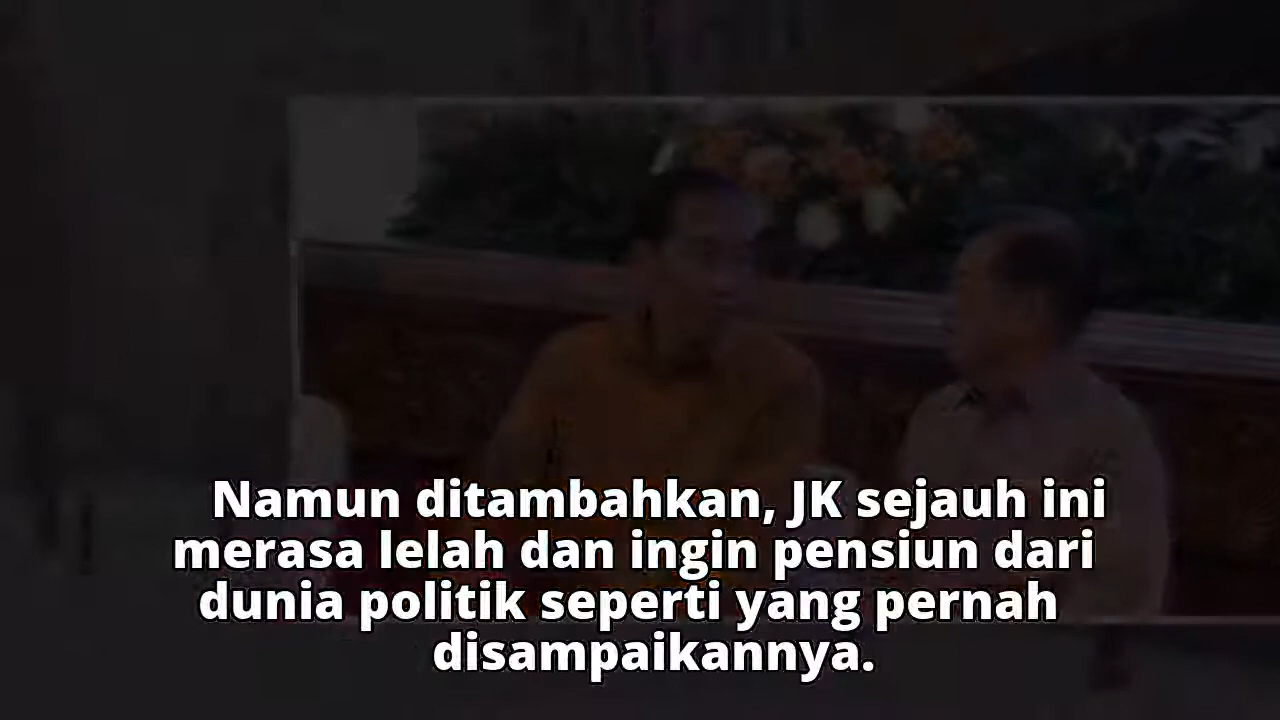 Namun ditambahkan, JK sejauh ini
merasa lelah dan ingin pensiun dari
dunia politik seperti yang pernah
disampaikannya.